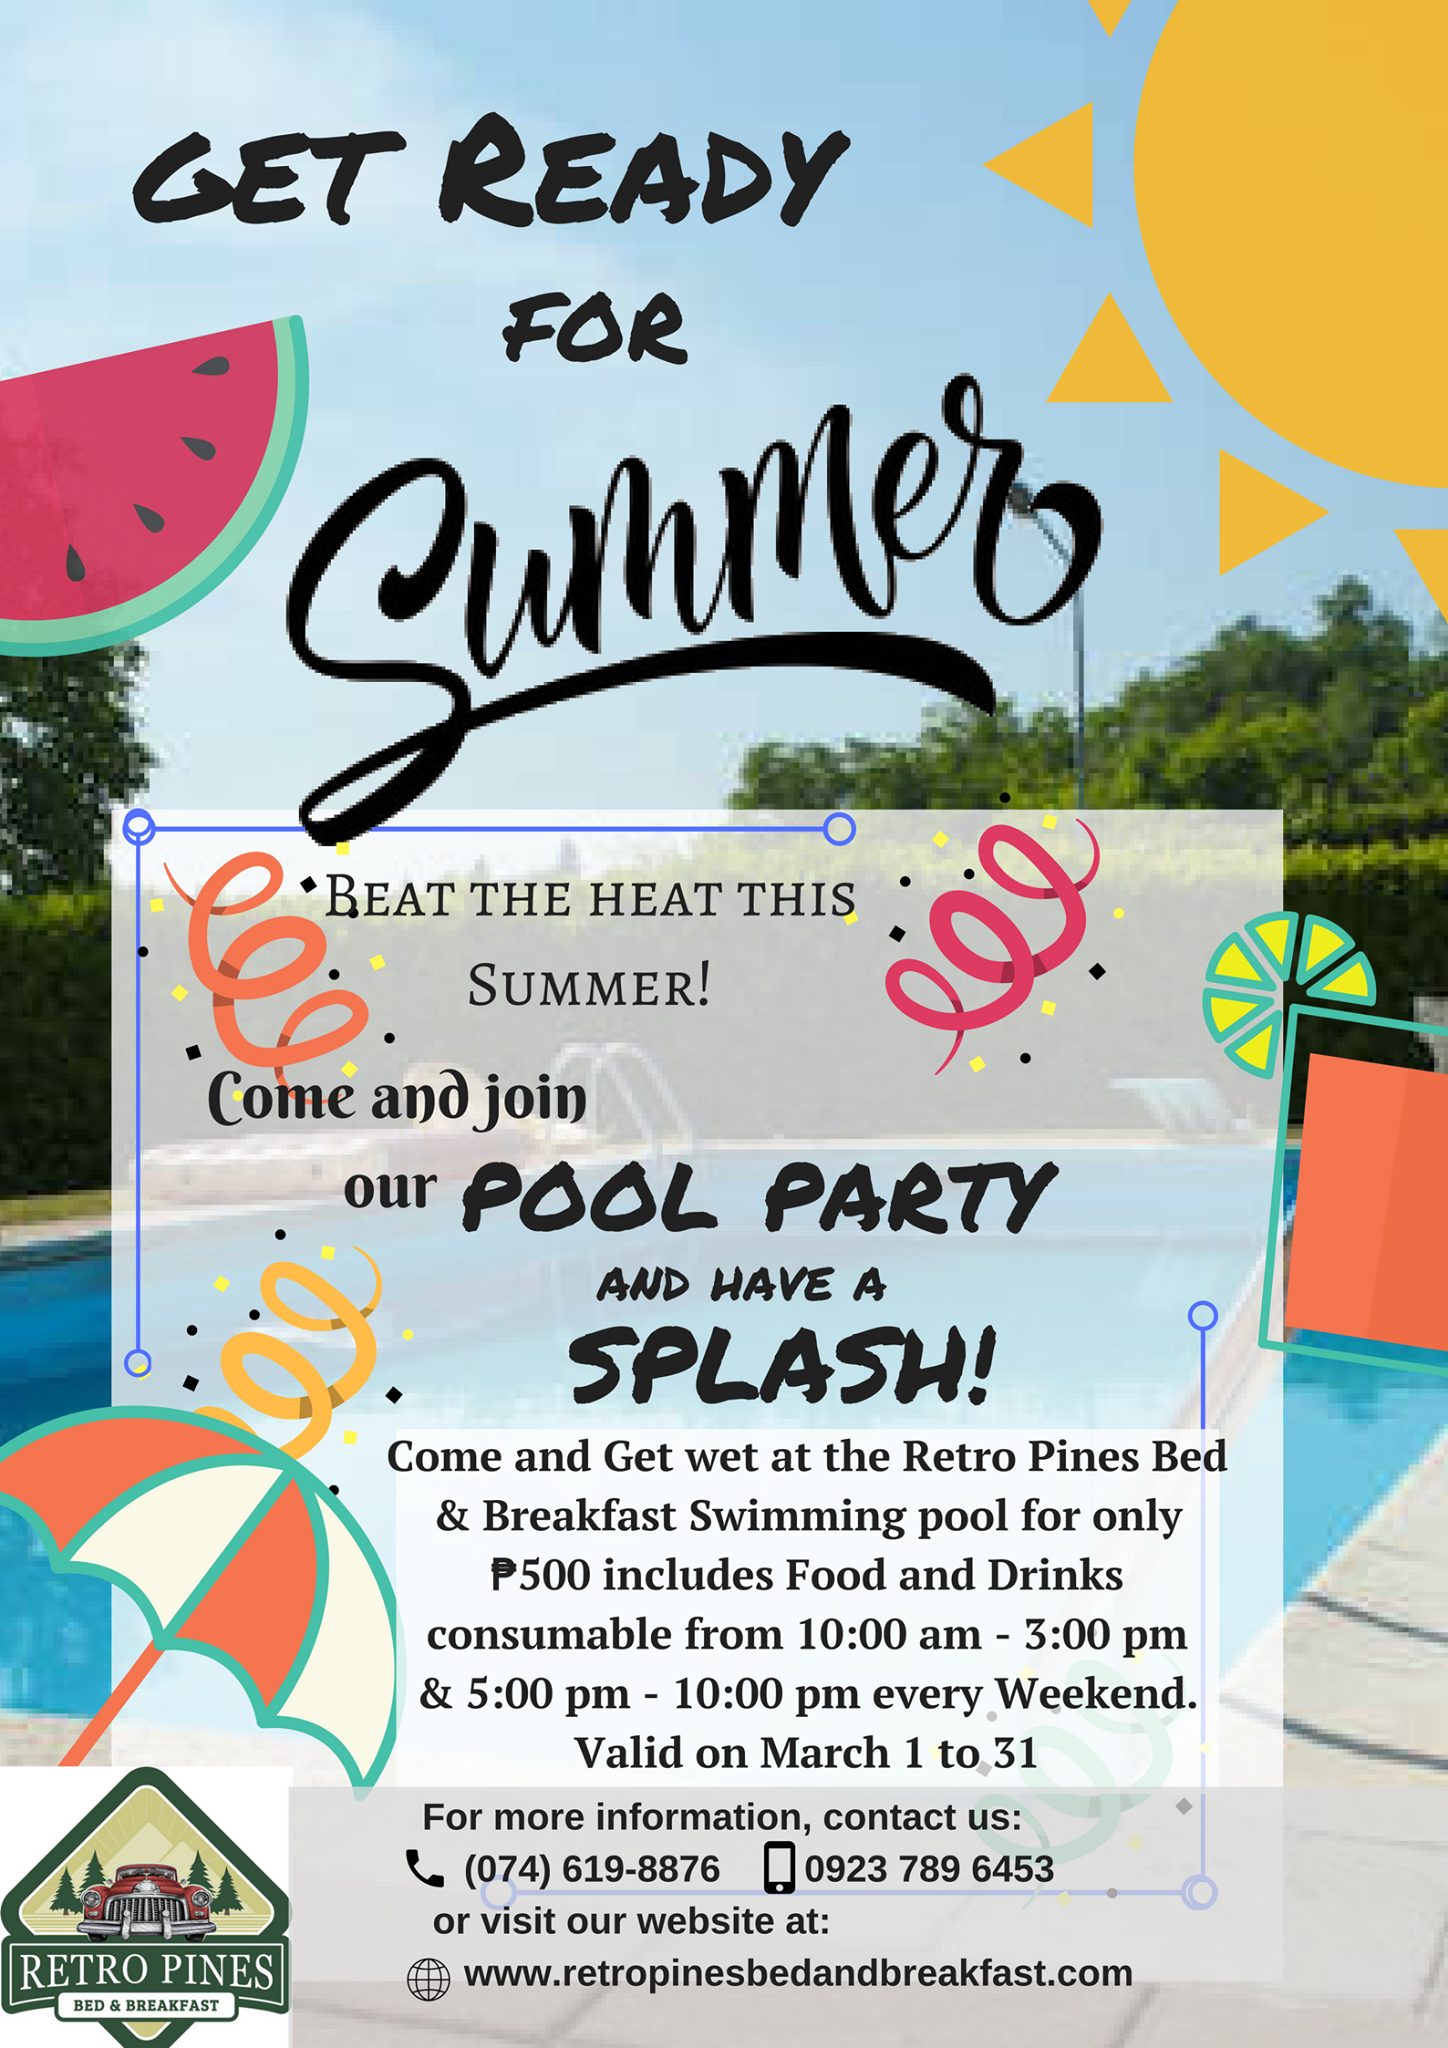 GET READY
FOR
Summer
BEAT THE HEAT THIS
SUMMER!
Come and join
our POOL PARTY
AND HAVE A
SPLASH!
Come and Get wet at the Retro Pines Bed
& Breakfast Swimming pool for only
₱500 includes Food and Drinks
consumable from 10:00 am - 3:00 pm
& 5:00 pm - 10:00 pm every Weekend.
Valid on March 1 to 31
For more information, contact us:
(074) 619-8876 0923 789 6453
or visit our website at:
www.retropinesbedandbreakfast.com
RETRO PINES
BED & BREAKFAST